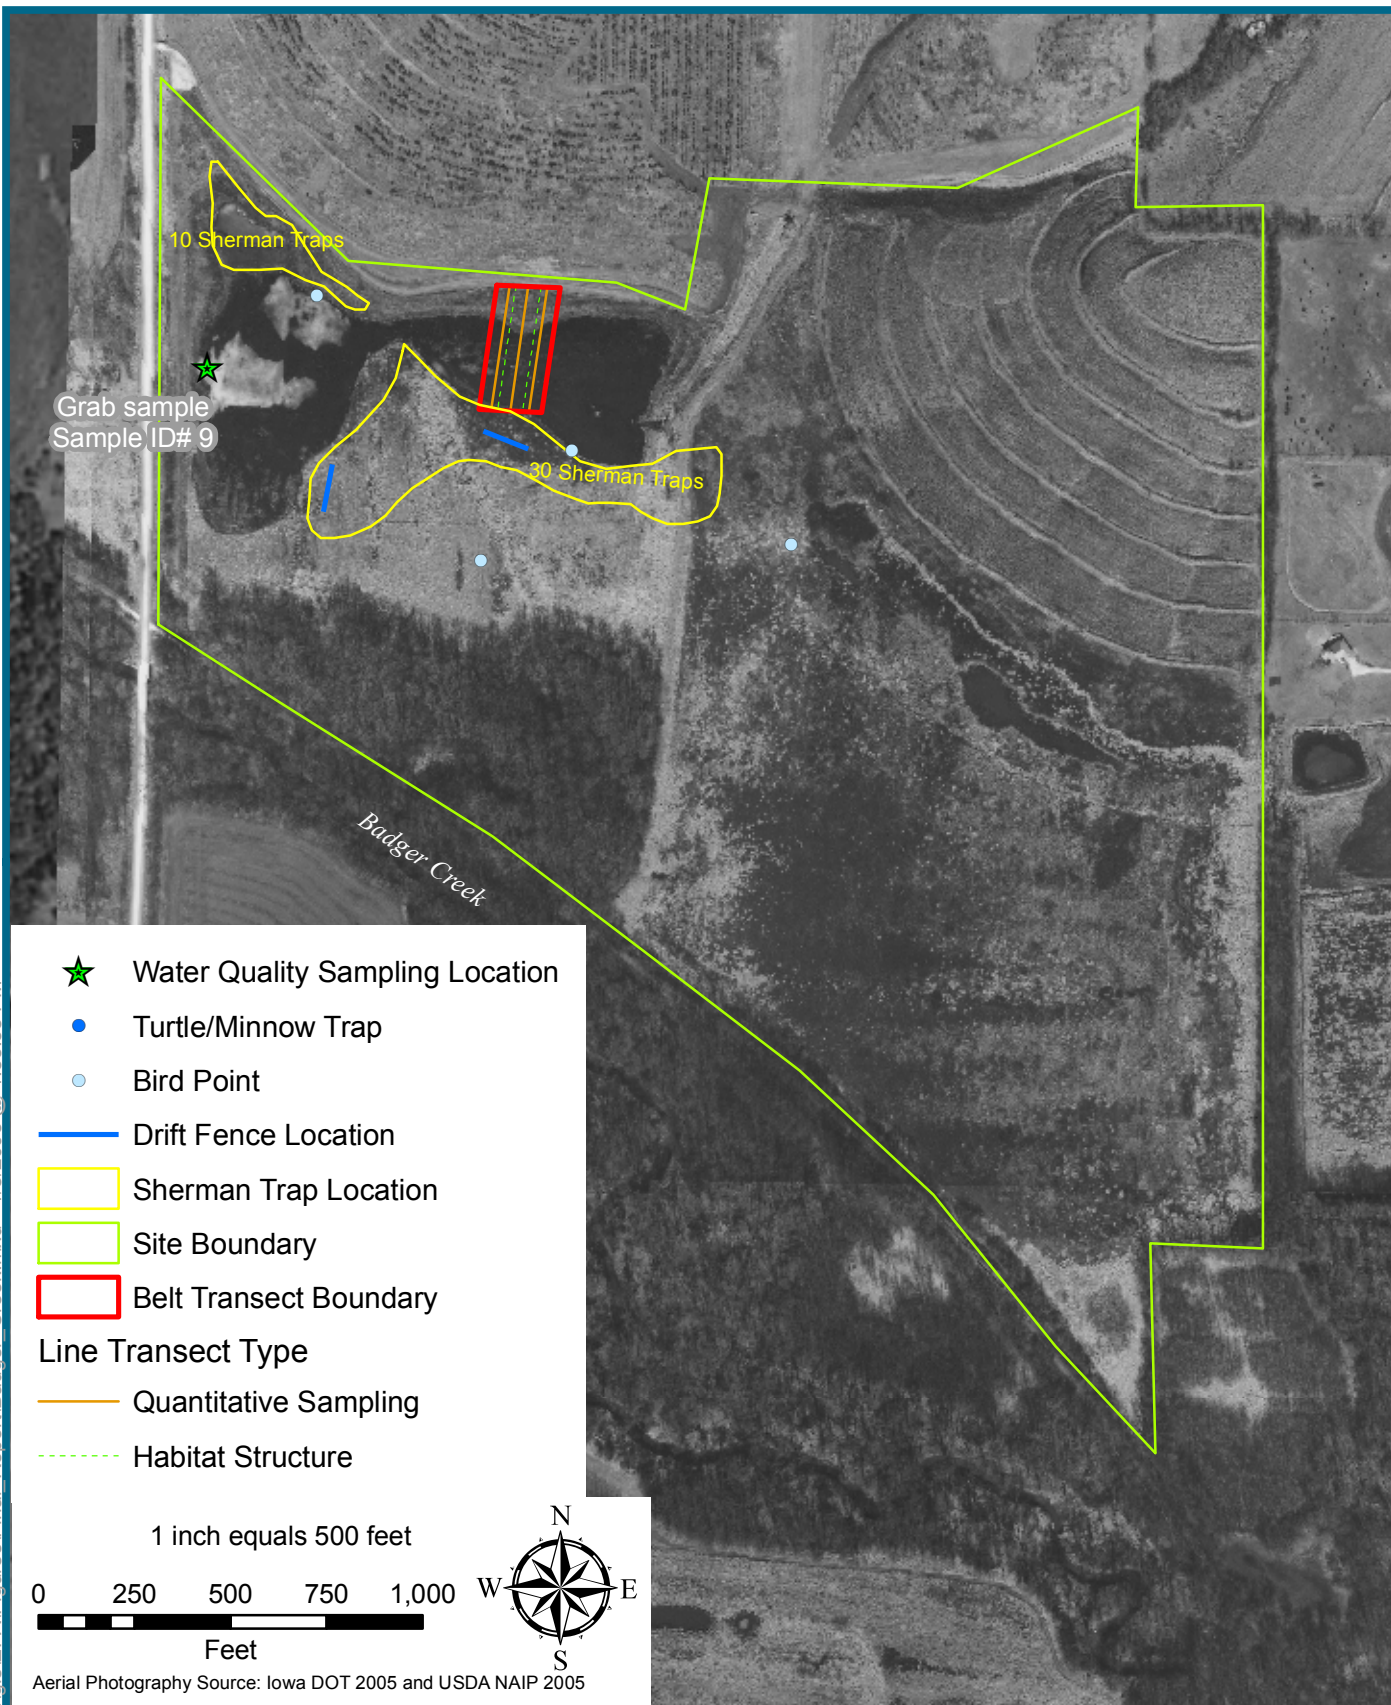 10 Sherman Traps
Grab sample
Sample ID# 9
30 Sherman Traps
Badger Creek
Water Quality Sampling Location
Turtle/Minnow Trap
Bird Point
Drift Fence Location
Sherman Trap Location
Site Boundary
Belt Transect Boundary
Line Transect Type
Quantitative Sampling
Habitat Structure
1 inch equals 500 feet
N
W E
S
0 250 500 750 1,000
Feet
Aerial Photography Source: Iowa DOT 2005 and USDA NAIP 2005